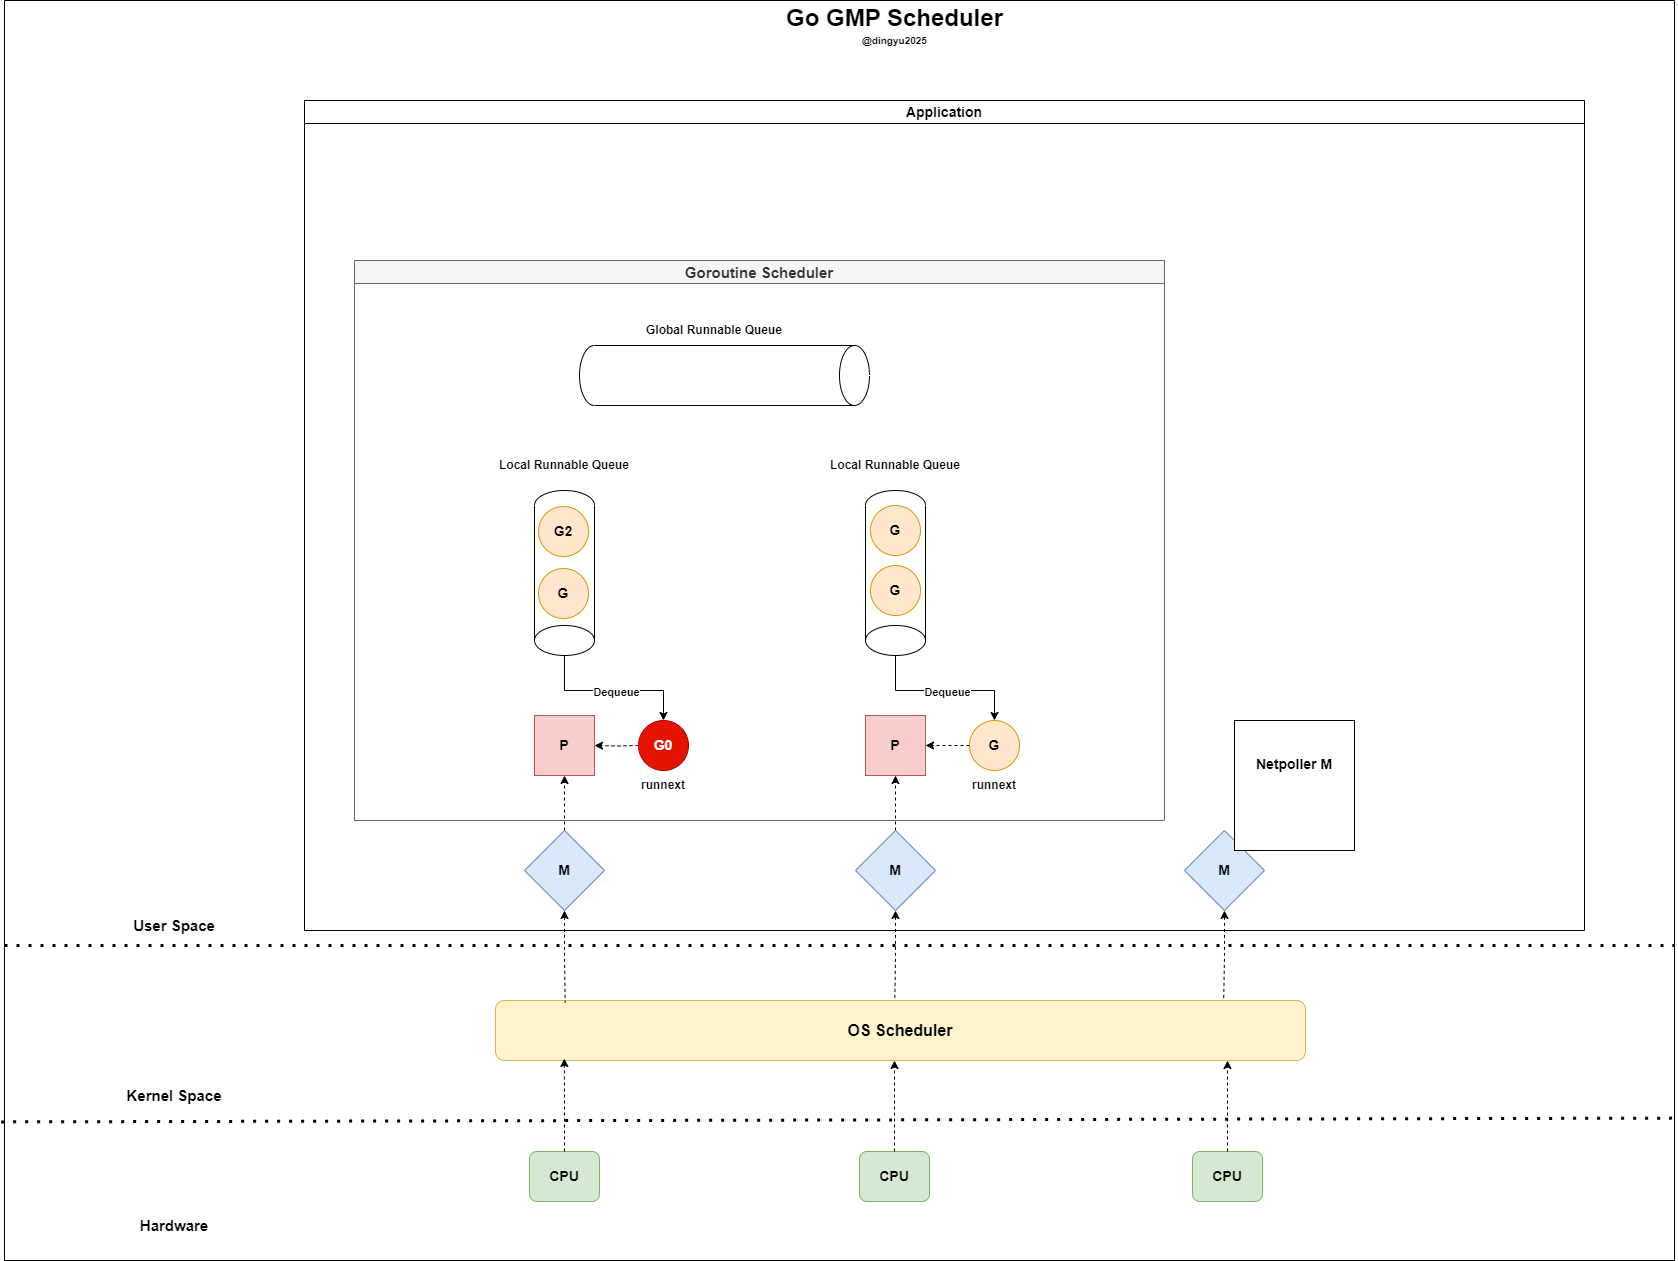 Go GMP Scheduler
@dingyu2025
Application
Goroutine Scheduler
Global Runnable Queue
Local Runnable Queue
Local Runnable Queue
G2
G
G
G
Dequeue
Dequeue
P
G0
P
G
runnext
runnext
Netpoller M
M
M
M
User Space
OS Scheduler
Kernel Space
CPU
CPU
CPU
Hardware